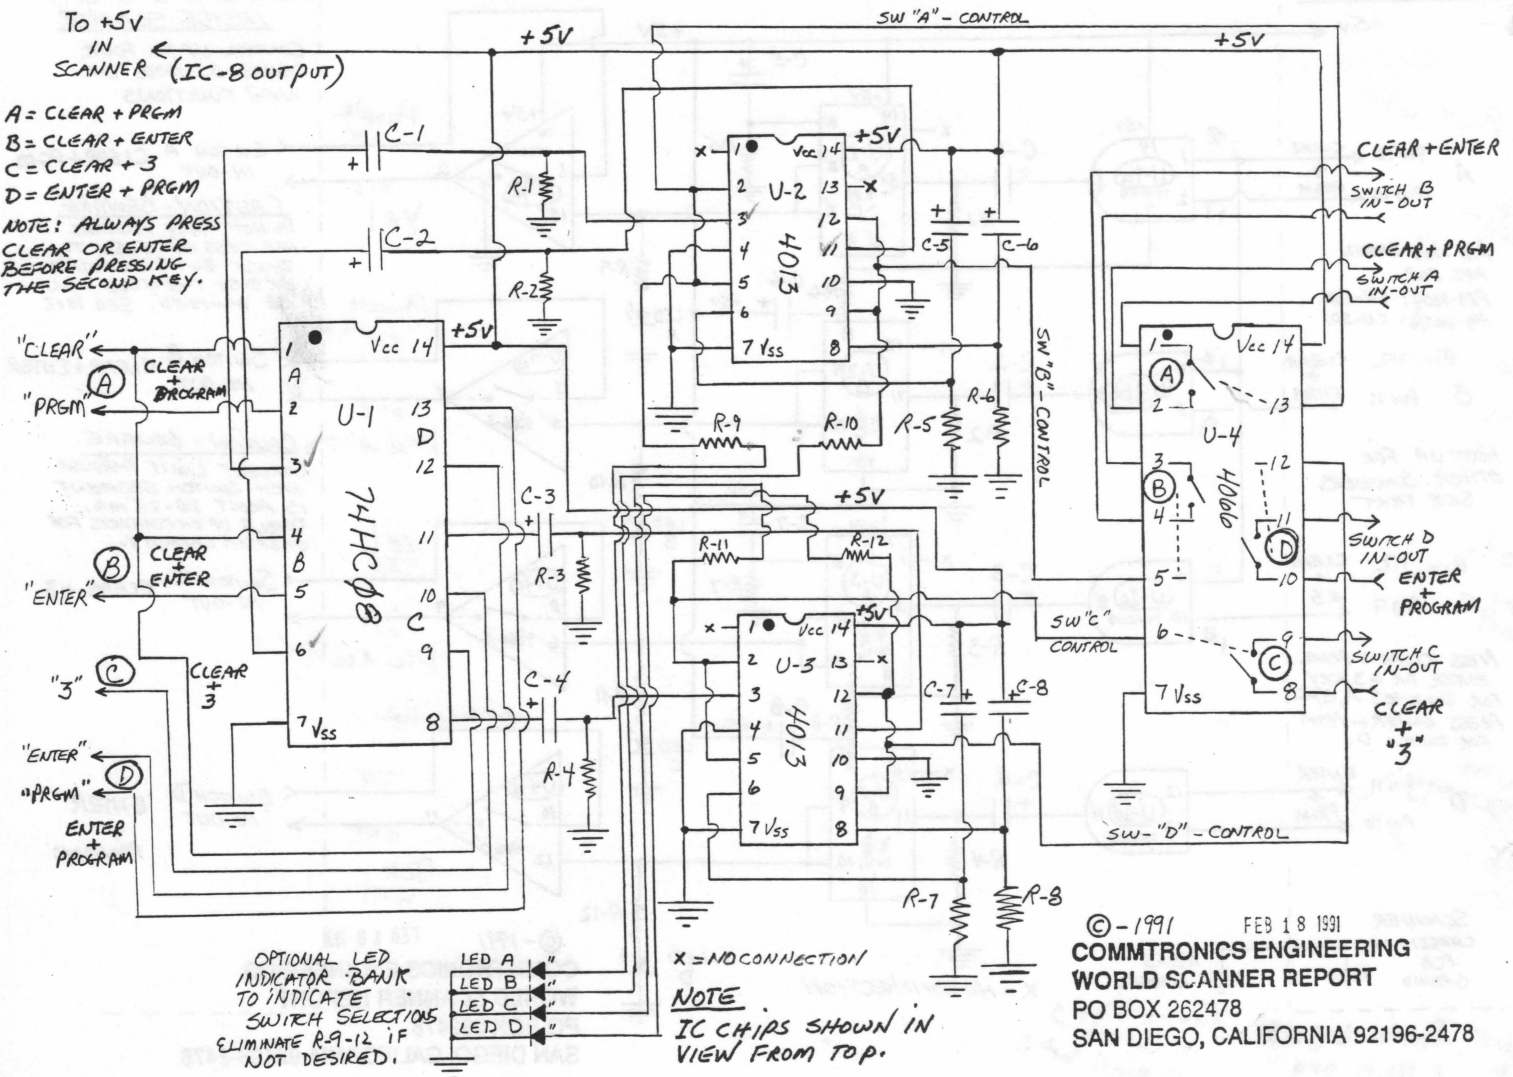 To +5V
IN
SCANNER (IC-8 OUTPUT)
A = CLEAR + PRGM
B = CLEAR + ENTER
C = CLEAR + 3
D = ENTER + PRGM
NOTE: ALWAYS PRESS
CLEAR OR ENTER
BEFORE PRESSING
THE SECOND KEY.
+5V
SW "A" - CONTROL
+5V
C-1
+
C-2
+
R-1
R-2
"CLEAR"
A
CLEAR
+
PROGRAM
"PRGM"
B
CLEAR
+
ENTER
"ENTER"
C
"3"
CLEAR
+
3
"ENTER"
D
"PRGM"
ENTER
+
PROGRAM
+5V
1
Vcc 14
A
2
U-1
13
D
3
12
4
11
B
74HCØ8
5
10
C
6
9
7 Vss
8
C-3
+
R-3
C-4
+
R-4
x
1
Vcc 14
+5V
2
U-2
13
x
3
12
4
4013
11
5
10
6
9
7 Vss
8
+
C-5
+
C-6
R-5
R-6
R-9
R-10
SW "B" - CONTROL
+5V
R-11
R-12
x
1
Vcc 14
+5V
2
U-3
13
x
3
12
4
4013
11
5
10
6
9
7 Vss
8
C-7
+
+
C-8
R-7
R-8
SW "C"
CONTROL
SW-"D"-CONTROL
CLEAR+ENTER
SWITCH B
IN-OUT
CLEAR+PRGM
SWITCH A
IN-OUT
1
Vcc 14
A
2
13
U-4
3
12
B
4066
4
11
D
5
10
6
9
C
7 Vss
8
SWITCH D
IN-OUT
ENTER
+
PROGRAM
SWITCH C
IN-OUT
CLEAR
+
"3"
OPTIONAL LED
INDICATOR BANK
TO INDICATE
SWITCH SELECTIONS
ELIMINATE R-9-12 IF
NOT DESIRED.
LED A "
LED B "
LED C "
LED D "
X = NO CONNECTION
NOTE
IC CHIPS SHOWN IN
VIEW FROM TOP.
©-1991 FEB 18 1991
COMMTRONICS ENGINEERING
WORLD SCANNER REPORT
PO BOX 262478
SAN DIEGO, CALIFORNIA 92196-2478